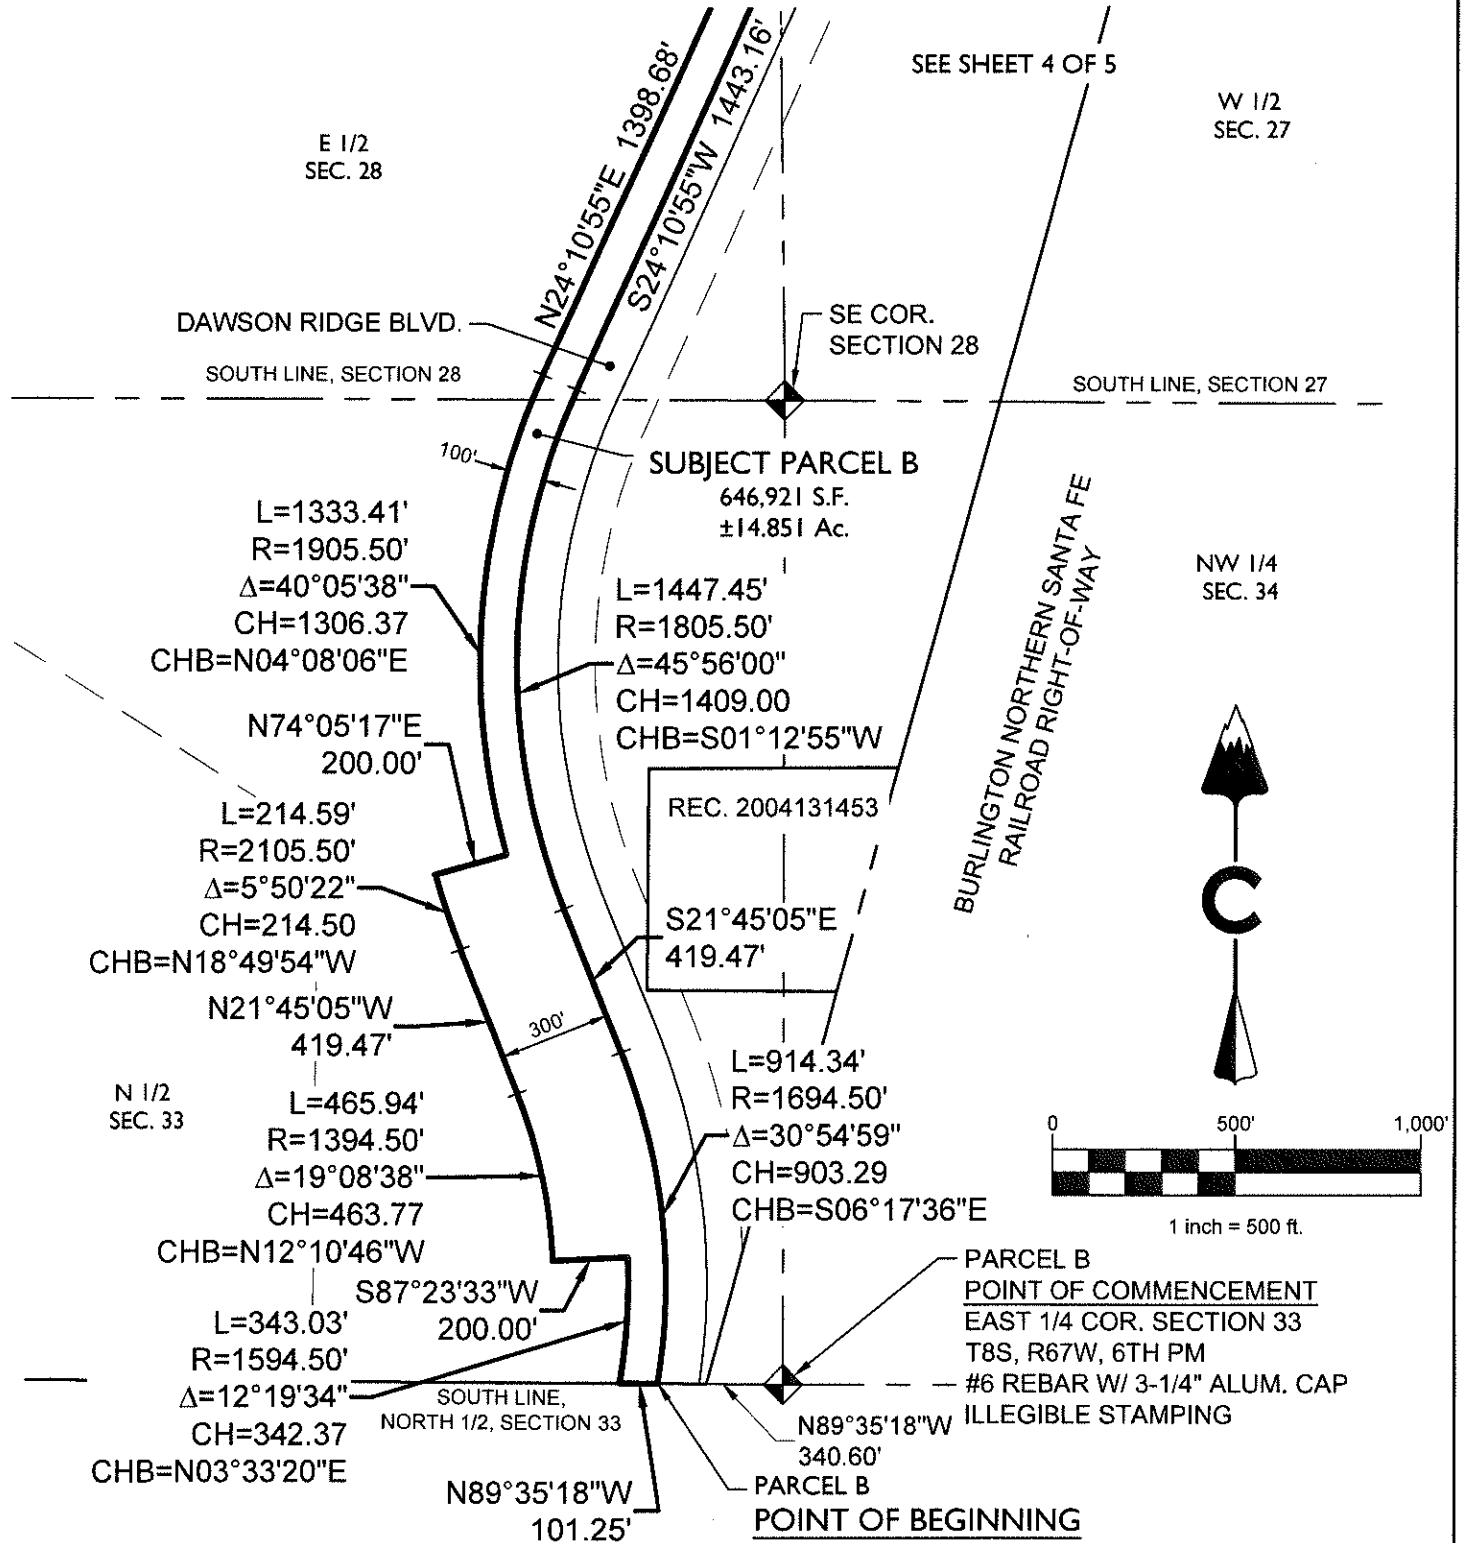 SEE SHEET 4 OF 5
W 1/2
SEC. 27
E 1/2
SEC. 28
N24°10'55"E 1398.68'
S24°10'55"W 1443.16'
DAWSON RIDGE BLVD.
SE COR.
SECTION 28
SOUTH LINE, SECTION 28
SOUTH LINE, SECTION 27
100'
SUBJECT PARCEL B
646,921 S.F.
±14.851 Ac.
L=1333.41'
R=1905.50'
Δ=40°05'38"
CH=1306.37
CHB=N04°08'06"E
L=1447.45'
R=1805.50'
Δ=45°56'00"
CH=1409.00
CHB=S01°12'55"W
BURLINGTON NORTHERN SANTA FE
RAILROAD RIGHT-OF-WAY
NW 1/4
SEC. 34
N74°05'17"E
200.00'
REC. 2004131453
L=214.59'
R=2105.50'
Δ=5°50'22"
CH=214.50
CHB=N18°49'54"W
S21°45'05"E
419.47'
C
N21°45'05"W
419.47'
300'
N 1/2
SEC. 33
L=465.94'
R=1394.50'
Δ=19°08'38"
CH=463.77
CHB=N12°10'46"W
L=914.34'
R=1694.50'
Δ=30°54'59"
CH=903.29
CHB=S06°17'36"E
0 500' 1,000'
1 inch = 500 ft.
S87°23'33"W
200.00'
L=343.03'
R=1594.50'
Δ=12°19'34"
CH=342.37
CHB=N03°33'20"E
PARCEL B
POINT OF COMMENCEMENT
EAST 1/4 COR. SECTION 33
T8S, R67W, 6TH PM
#6 REBAR W/ 3-1/4" ALUM. CAP
ILLEGIBLE STAMPING
SOUTH LINE,
NORTH 1/2, SECTION 33
N89°35'18"W
340.60'
N89°35'18"W
101.25'
PARCEL B
POINT OF BEGINNING